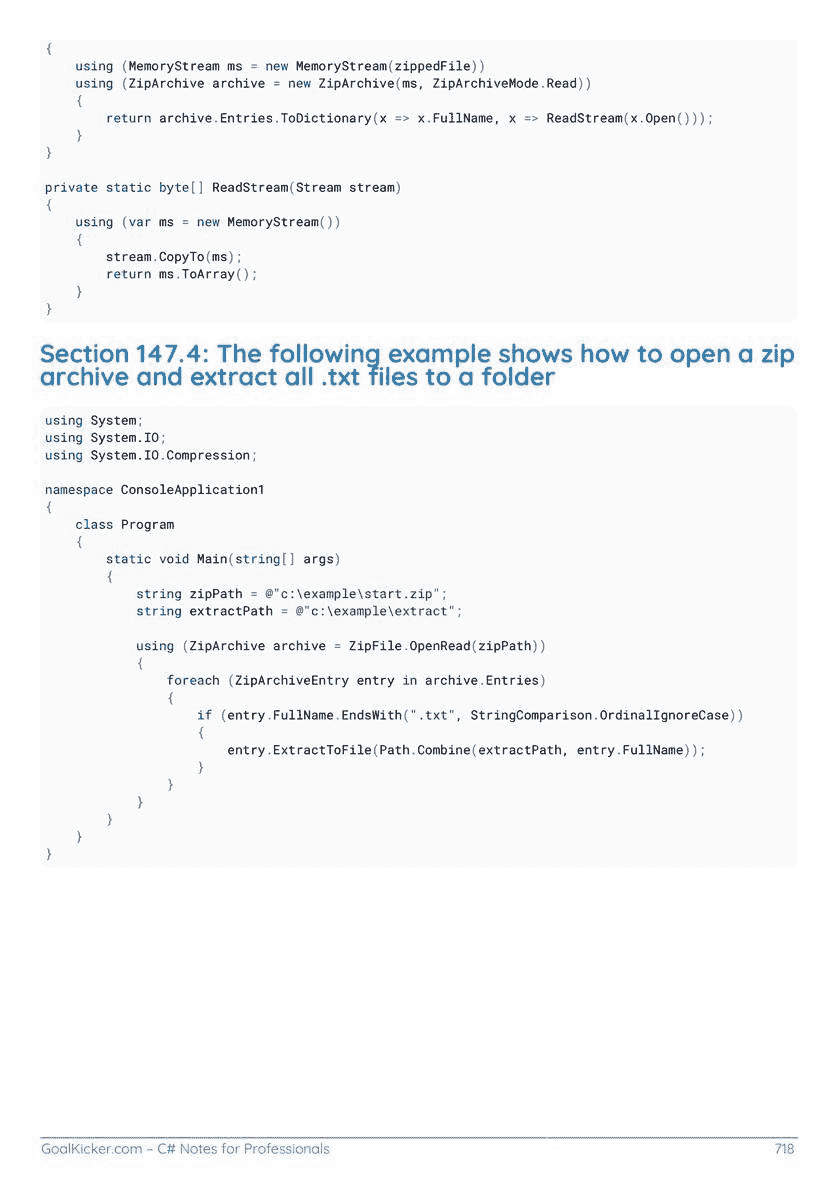 {
    using (MemoryStream ms = new MemoryStream(zippedFile))
    using (ZipArchive archive = new ZipArchive(ms, ZipArchiveMode.Read))
    {
        return archive.Entries.ToDictionary(x => x.FullName, x => ReadStream(x.Open()));
    }
}

private static byte[] ReadStream(Stream stream)
{
    using (var ms = new MemoryStream())
    {
        stream.CopyTo(ms);
        return ms.ToArray();
    }
}
Section 147.4: The following example shows how to open a zip
archive and extract all .txt files to a folder
using System;
using System.IO;
using System.IO.Compression;

namespace ConsoleApplication1
{
    class Program
    {
        static void Main(string[] args)
        {
            string zipPath = @"c:\example\start.zip";
            string extractPath = @"c:\example\extract";

            using (ZipArchive archive = ZipFile.OpenRead(zipPath))
            {
                foreach (ZipArchiveEntry entry in archive.Entries)
                {
                    if (entry.FullName.EndsWith(".txt", StringComparison.OrdinalIgnoreCase))
                    {
                        entry.ExtractToFile(Path.Combine(extractPath, entry.FullName));
                    }
                }
            }
        }
    }
}
GoalKicker.com – C# Notes for Professionals 718